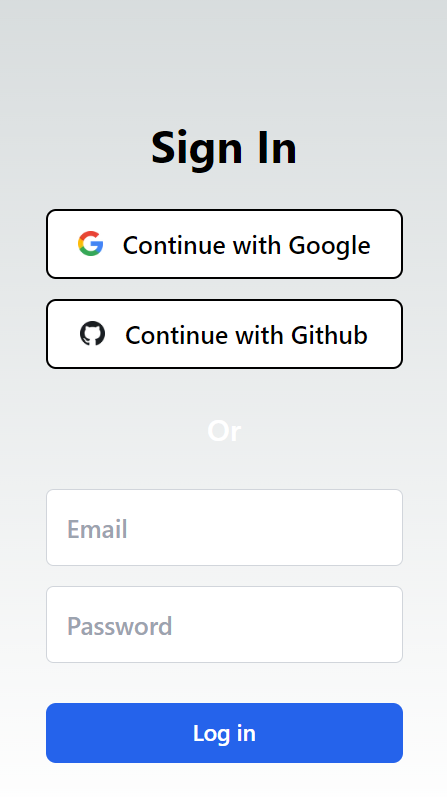 Sign In
Continue with Google
Continue with Github
Or
Email
Password
Log in